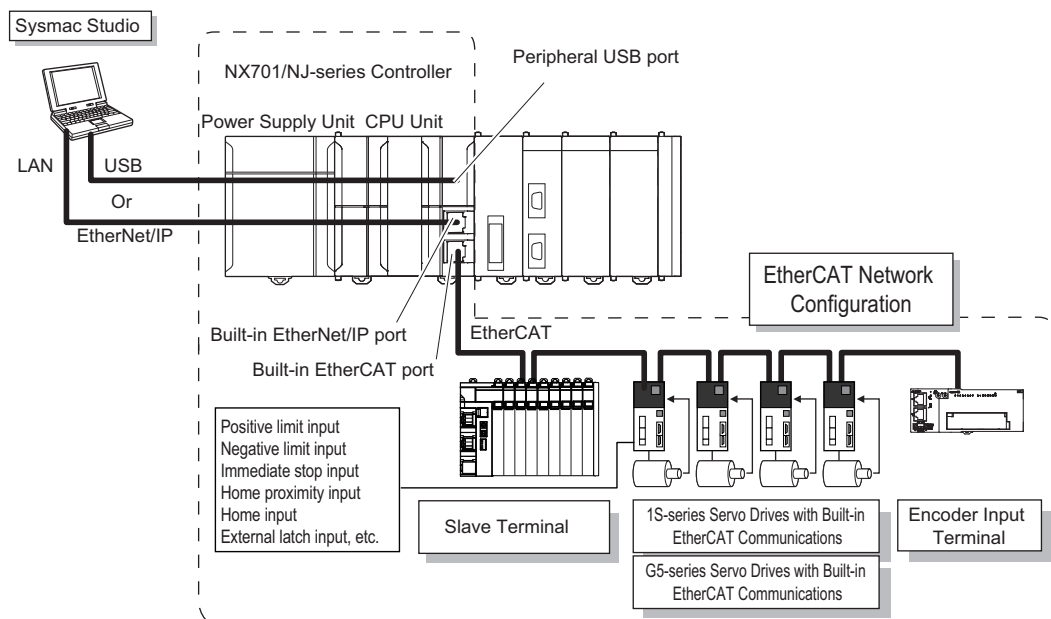 Sysmac Studio
Peripheral USB port
NX701/NJ-series Controller
Power Supply Unit CPU Unit
LAN
USB
Or
EtherNet/IP
EtherCAT Network
Configuration
Built-in EtherNet/IP port
EtherCAT
Built-in EtherCAT port
Positive limit input
Negative limit input
Immediate stop input
Home proximity input
Home input
External latch input, etc.
Slave Terminal
1S-series Servo Drives with Built-in
EtherCAT Communications
G5-series Servo Drives with Built-in
EtherCAT Communications
Encoder Input
Terminal